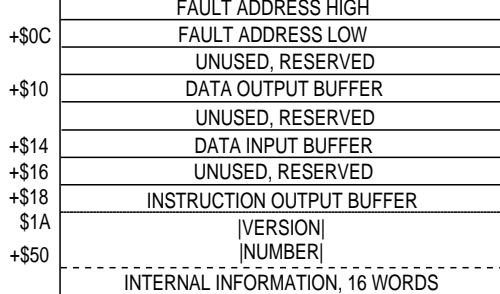 FAULT ADDRESS HIGH
+$0C FAULT ADDRESS LOW
UNUSED, RESERVED
+$10 DATA OUTPUT BUFFER
UNUSED, RESERVED
+$14 DATA INPUT BUFFER
+$16 UNUSED, RESERVED
+$18 INSTRUCTION OUTPUT BUFFER
$1A |VERSION|
+$50 |NUMBER|
INTERNAL INFORMATION, 16 WORDS